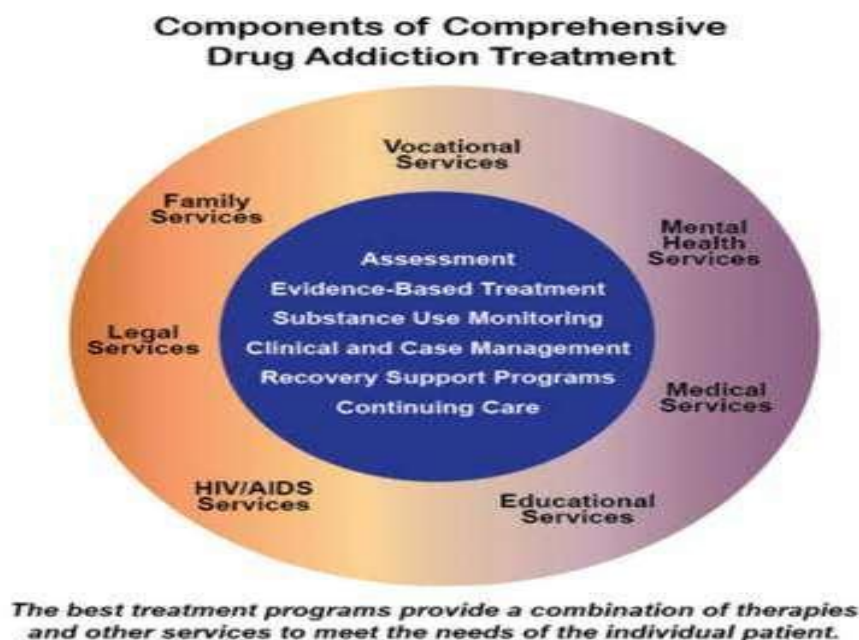 Components of Comprehensive
Drug Addiction Treatment
Vocational
Services
Family
Services
Mental
Health
Services
Assessment
Evidence-Based Treatment
Substance Use Monitoring
Clinical and Case Management
Recovery Support Programs
Continuing Care
Legal
Services
Medical
Services
HIV/AIDS
Services
Educational
Services
The best treatment programs provide a combination of therapies
and other services to meet the needs of the individual patient.